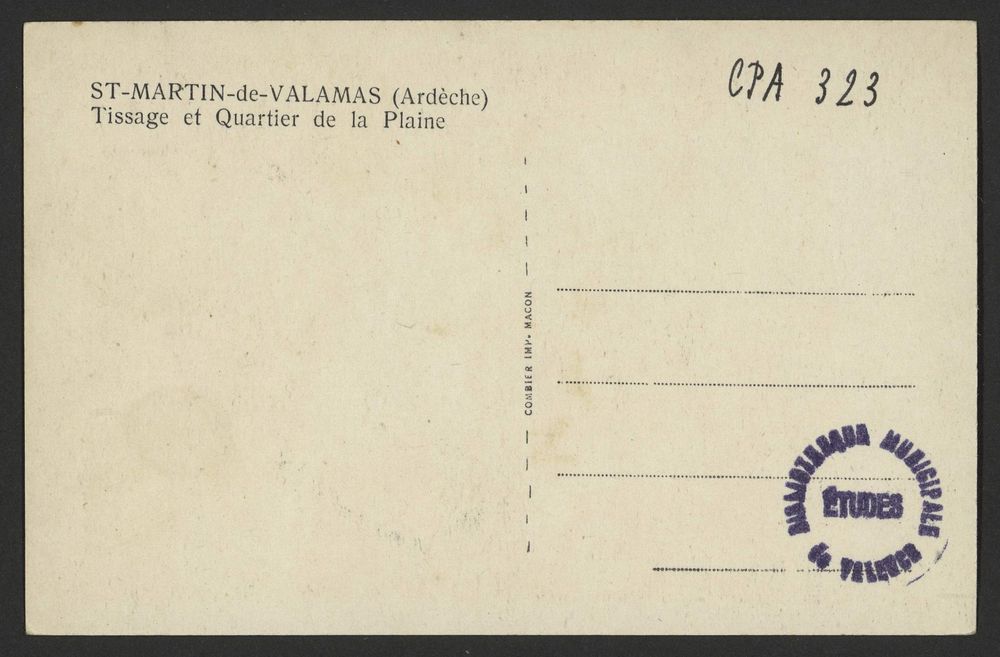 ST-MARTIN-de-VALAMAS (Ardèche)
Tissage et Quartier de la Plaine
CPA 323
COMBIER IMP. MACON
BIBLIOTHEQUE MUNICIPALE
ÉTUDES
de VALENCE